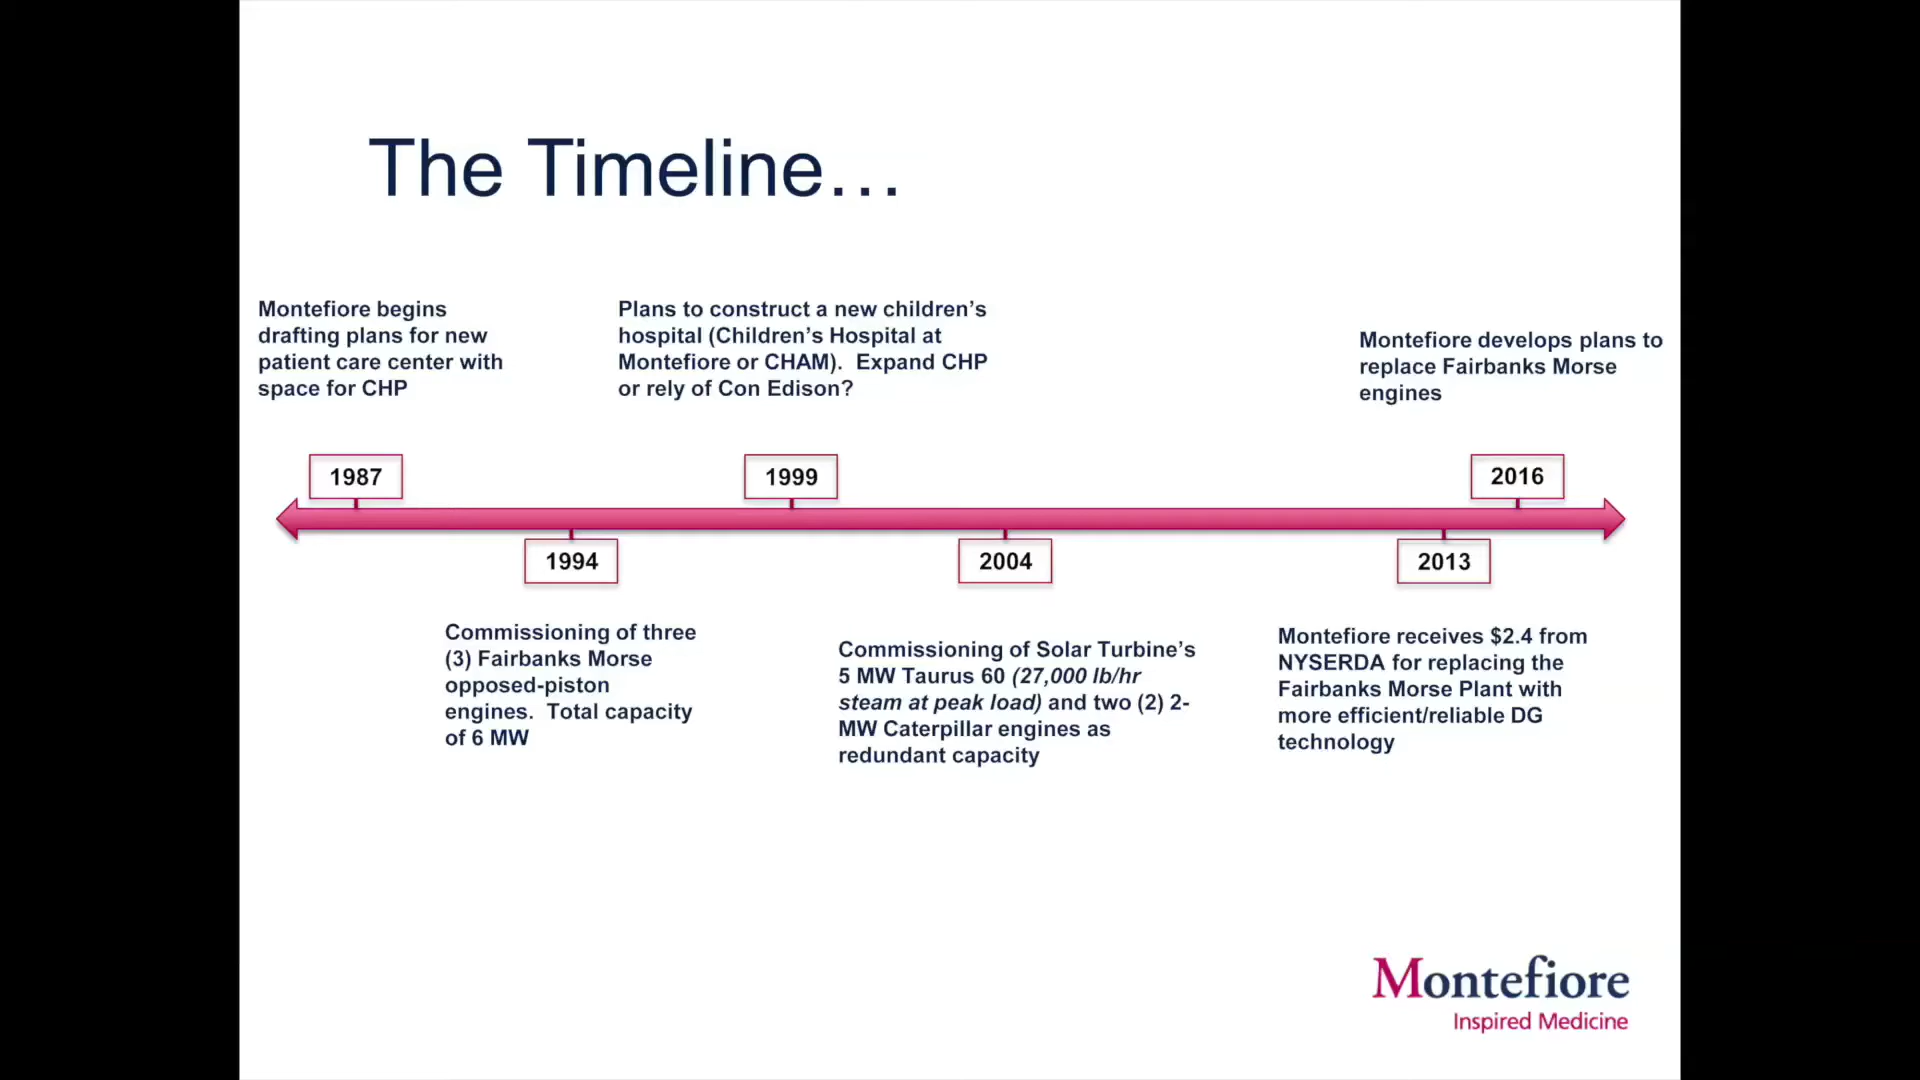 The Timeline…
Montefiore begins
drafting plans for new
patient care center with
space for CHP
Plans to construct a new children’s
hospital (Children’s Hospital at
Montefiore or CHAM).  Expand CHP
or rely of Con Edison?
Montefiore develops plans to
replace Fairbanks Morse
engines
1987
1999
2016
1994
2004
2013
Commissioning of three
(3) Fairbanks Morse
opposed-piston
engines.  Total capacity
of 6 MW
Commissioning of Solar Turbine’s
5 MW Taurus 60 (27,000 lb/hr
steam at peak load) and two (2) 2-
MW Caterpillar engines as
redundant capacity
Montefiore receives $2.4 from
NYSERDA for replacing the
Fairbanks Morse Plant with
more efficient/reliable DG
technology
Montefiore
Inspired Medicine